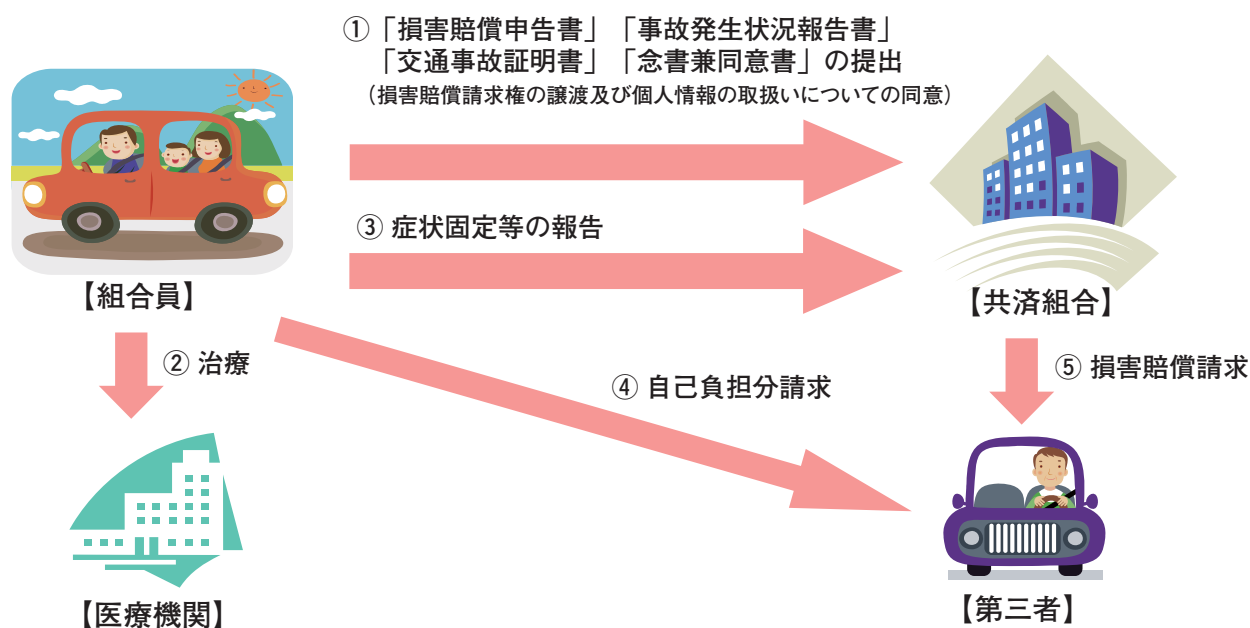 ①「損害賠償申告書」「事故発生状況報告書」
「交通事故証明書」「念書兼同意書」の提出
（損害賠償請求権の譲渡及び個人情報の取扱いについての同意）
③ 症状固定等の報告
【組合員】
【共済組合】
② 治療
④ 自己負担分請求
⑤ 損害賠償請求
【医療機関】
【第三者】